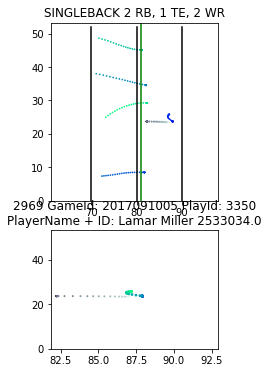 SINGLEBACK 2 RB, 1 TE, 2 WR
50
40
30
20
10
0
70 80 90
2969 GameId: 2017091005 PlayId: 3350
PlayerName + ID: Lamar Miller 2533034.0
40
20
0
82.5 85.0 87.5 90.0 92.5